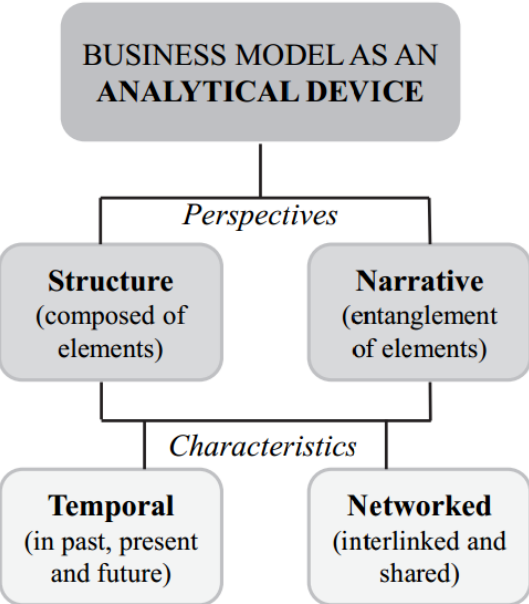 BUSINESS MODEL AS AN
ANALYTICAL DEVICE
Perspectives
Structure
(composed of
elements)
Narrative
(entanglement
of elements)
Characteristics
Temporal
(in past, present
and future)
Networked
(interlinked and
shared)